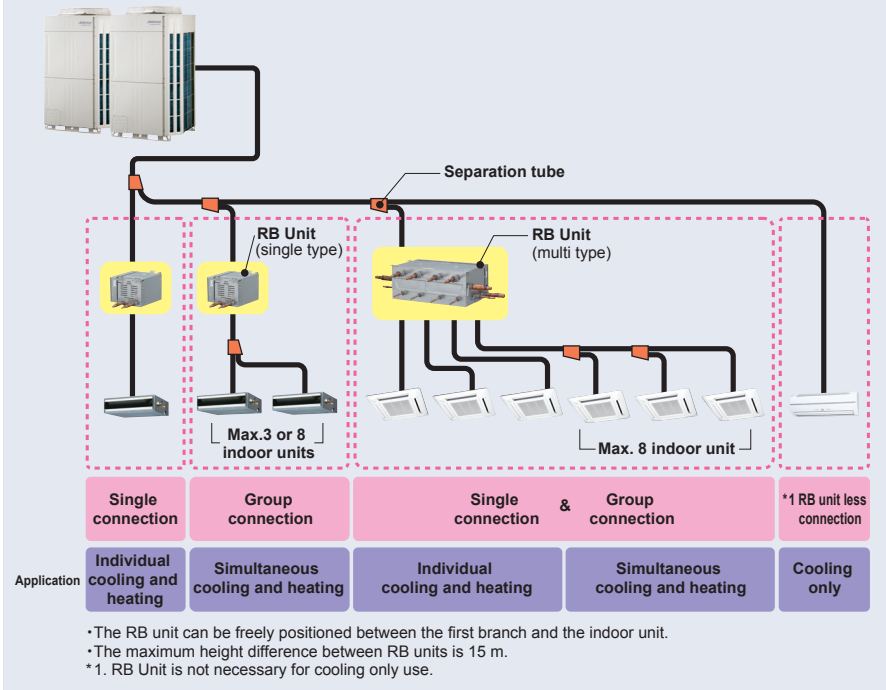 Separation tube
RB Unit
(single type)
RB Unit
(multi type)
Max.3 or 8
indoor units
Max. 8 indoor unit
Single
connection
Group
connection
Single
connection
&
Group
connection
*1 RB unit less
connection
Application
Individual
cooling and
heating
Simultaneous
cooling and heating
Individual
cooling and heating
Simultaneous
cooling and heating
Cooling
only
・The RB unit can be freely positioned between the first branch and the indoor unit.
・The maximum height difference between RB units is 15 m.
*1. RB Unit is not necessary for cooling only use.